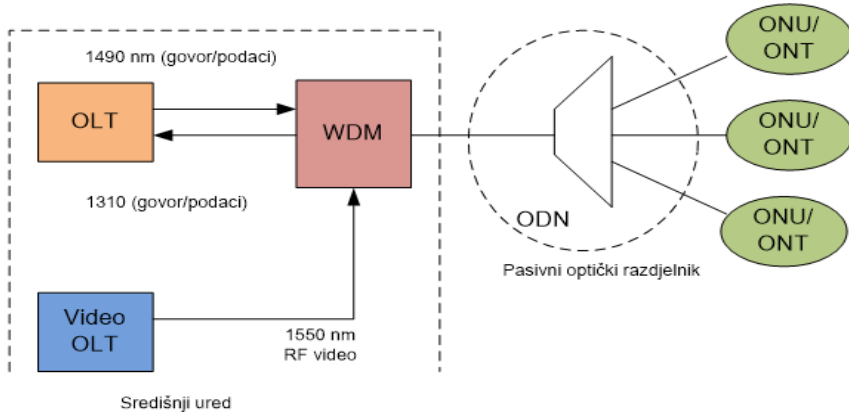 1490 nm (govor/podaci)
OLT
WDM
1310 (govor/podaci)
Video
OLT
1550 nm
RF video
Središnji ured
ODN
Pasivni optički razdjelnik
ONU/
ONT
ONU/
ONT
ONU/
ONT